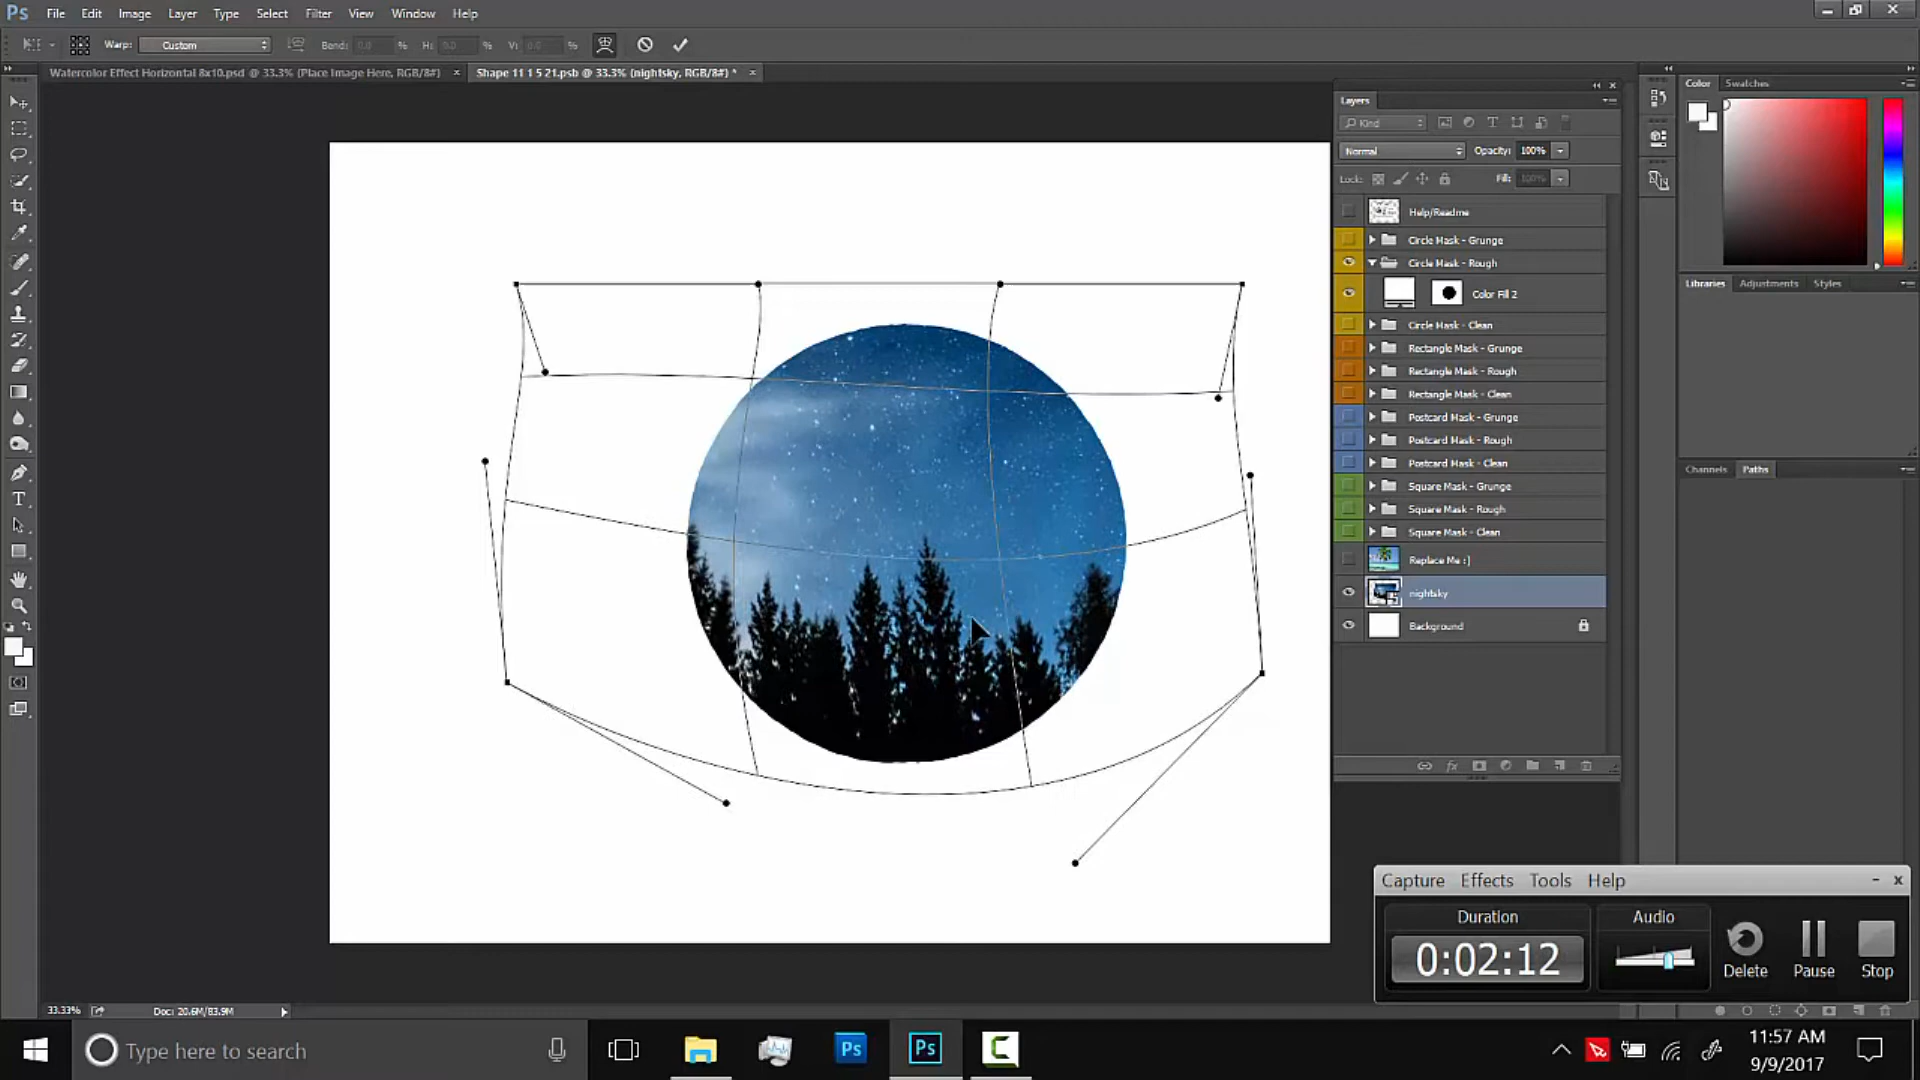 Ps File Edit Image Layer Type Select Filter View Window Help
Warp: Custom Bend: 0.0 % H: 0.0 % V: 0.0 %
Watercolor Effect Horizontal 8x10.psd @ 33.3% (Place Image Here, RGB/8#) × Shape 11 1 5 21.psb @ 33.3% (nightsky, RGB/8#) * ×
Color Swatches
Layers
Kind
Normal Opacity: 100%
Lock: Fill: 100%
Help/Readme
Circle Mask - Grunge
Circle Mask - Rough
Color Fill 2
Circle Mask - Clean
Rectangle Mask - Grunge
Rectangle Mask - Rough
Rectangle Mask - Clean
Postcard Mask - Grunge
Postcard Mask - Rough
Postcard Mask - Clean
Square Mask - Grunge
Square Mask - Rough
Square Mask - Clean
Replace Me :]
nightsky
Background
Libraries Adjustments Styles
Channels Paths
Capture Effects Tools Help
Duration Audio
0:02:12
Delete Pause Stop
33.33% Doc: 20.6M/83.9M
Type here to search
Ps Ps
11:57 AM
9/9/2017